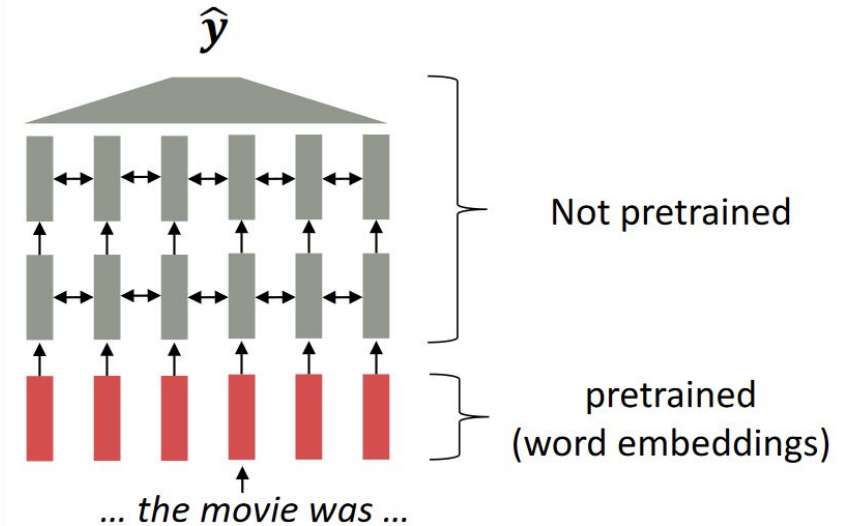 ŷ
Not pretrained
pretrained
(word embeddings)
... the movie was ...